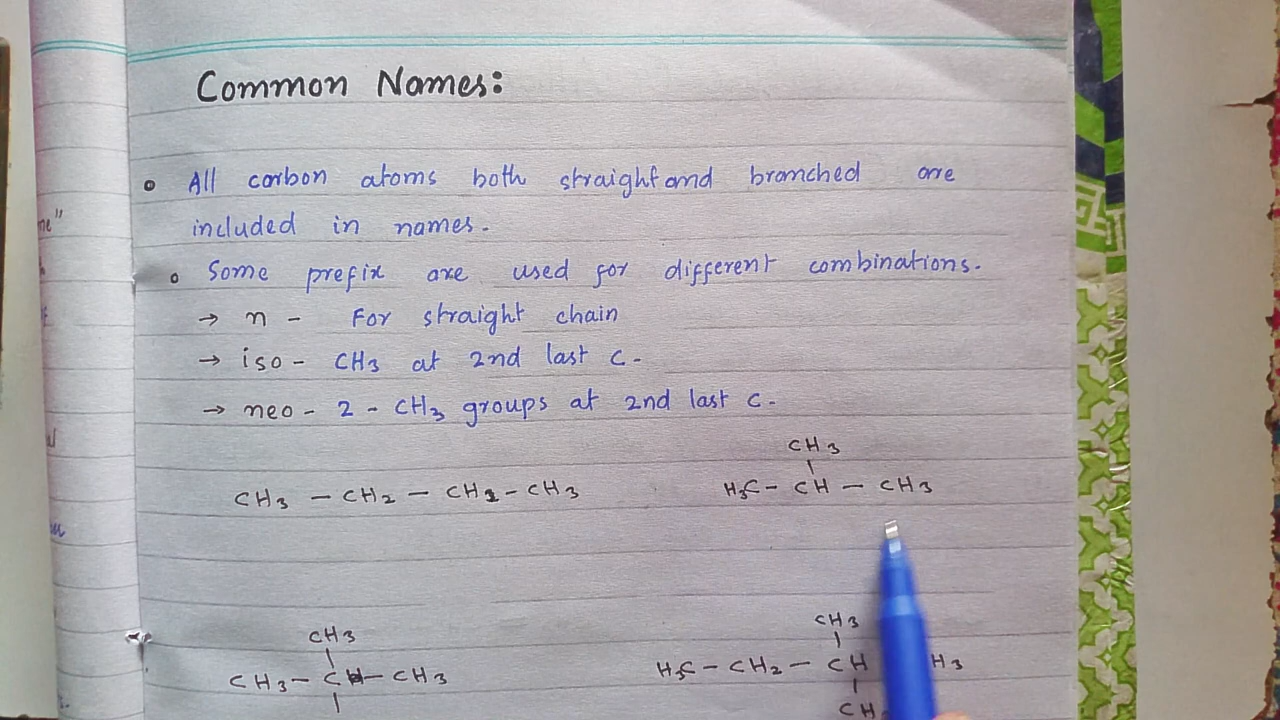 Common Names:
All carbon atoms both straight and branched are
included in names.
Some prefix are used for different combinations.
→ n - For straight chain
→ iso - CH3 at 2nd last C.
→ neo - 2 - CH3 groups at 2nd last C.
CH3
CH3 - CH2 - CH2 - CH3
H3C - CH - CH3
CH3
CH3
CH3 - C - CH3
H3C - CH2 - CH
H3
CH